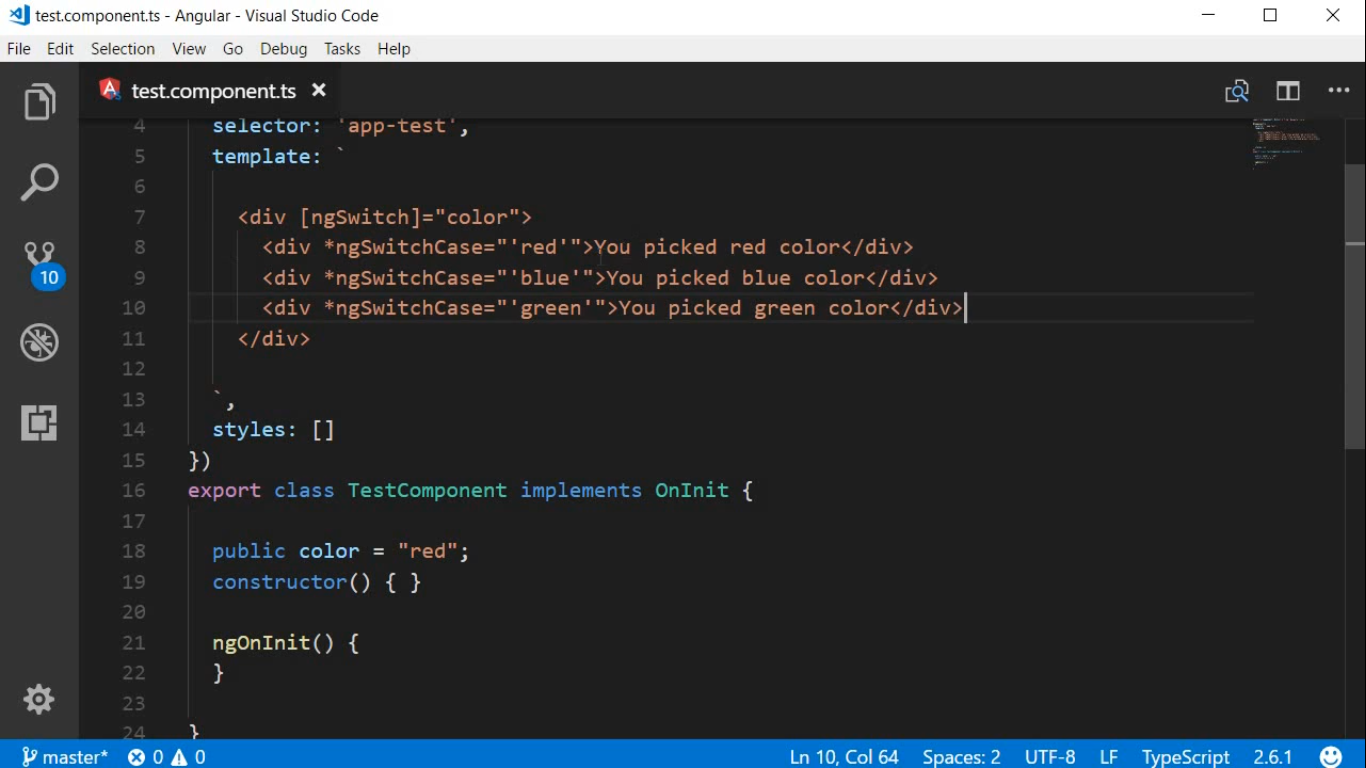 test.component.ts - Angular - Visual Studio Code
File Edit Selection View Go Debug Tasks Help
test.component.ts
4 selector: 'app-test',
5 template: `
6
7 <div [ngSwitch]="color">
8 <div *ngSwitchCase="'red'">You picked red color</div>
9 <div *ngSwitchCase="'blue'">You picked blue color</div>
10 <div *ngSwitchCase="'green'">You picked green color</div>
11 </div>
12
13 `,
14 styles: []
15 })
16 export class TestComponent implements OnInit {
17
18 public color = "red";
19 constructor() { }
20
21 ngOnInit() {
22 }
23
24 }
10
master* 0 0 Ln 10, Col 64 Spaces: 2 UTF-8 LF TypeScript 2.6.1